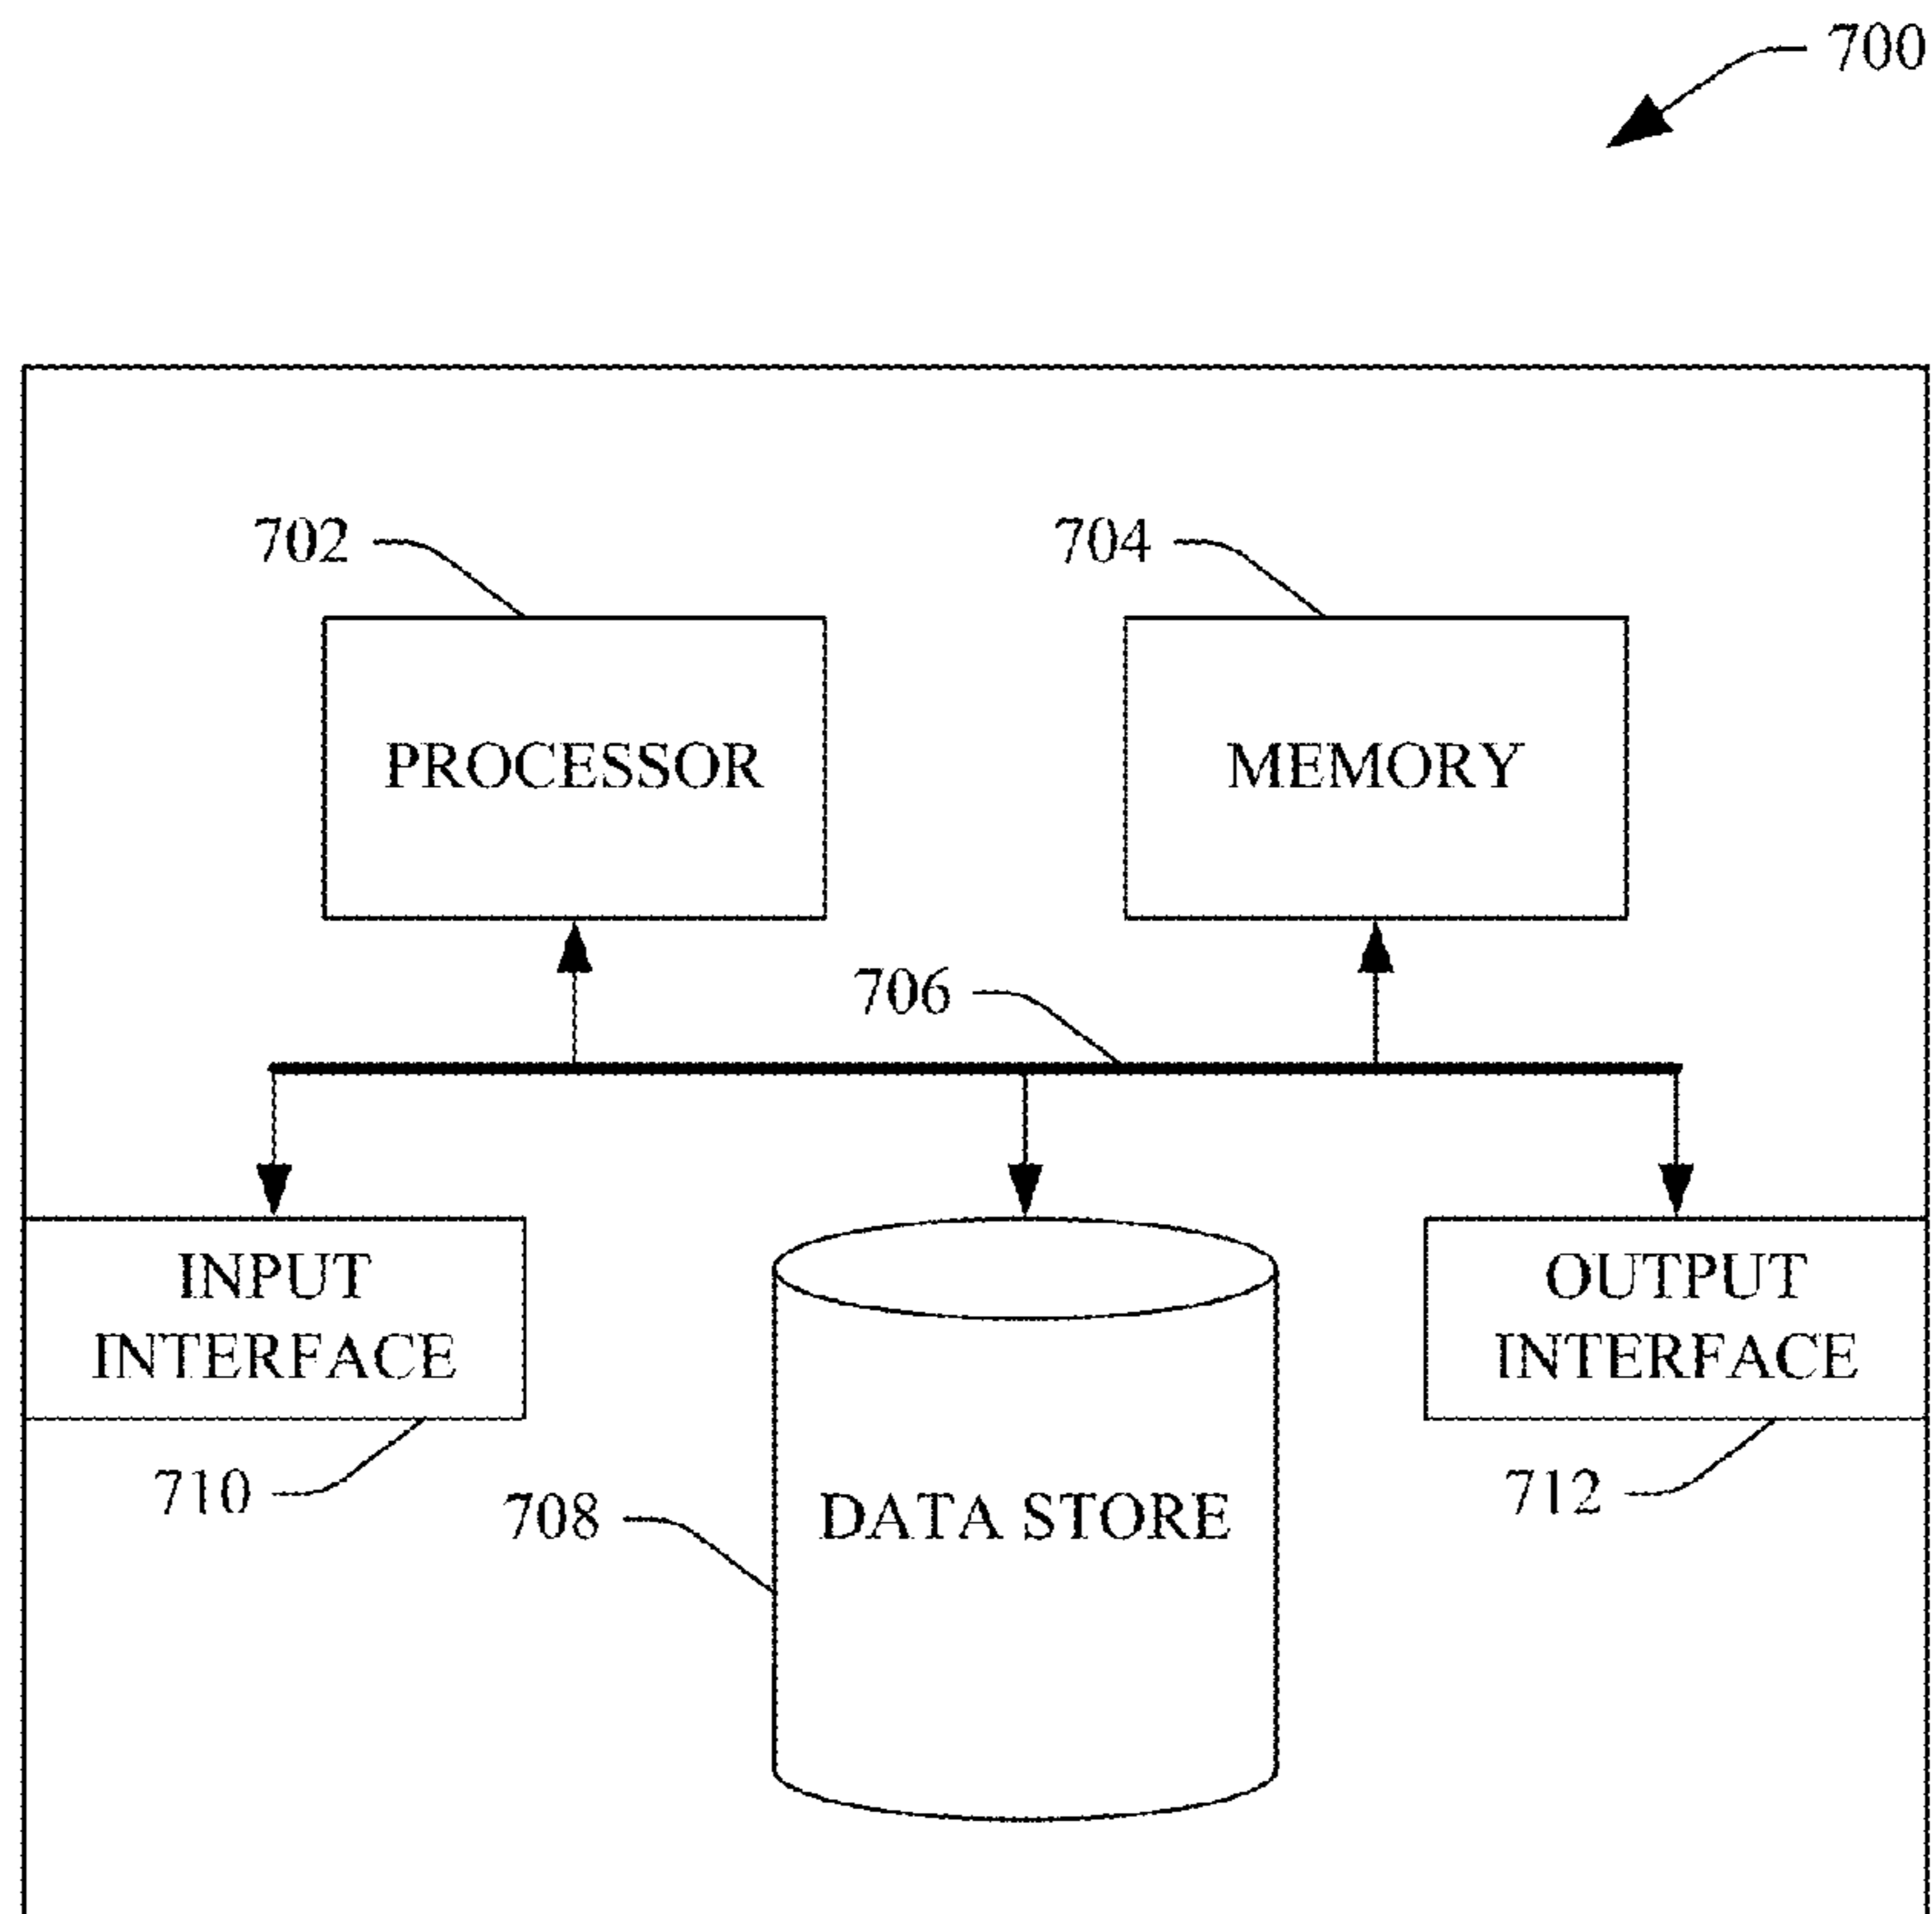 700
702
704
PROCESSOR
MEMORY
706
INPUT
INTERFACE
OUTPUT
INTERFACE
710
708
DATA STORE
712